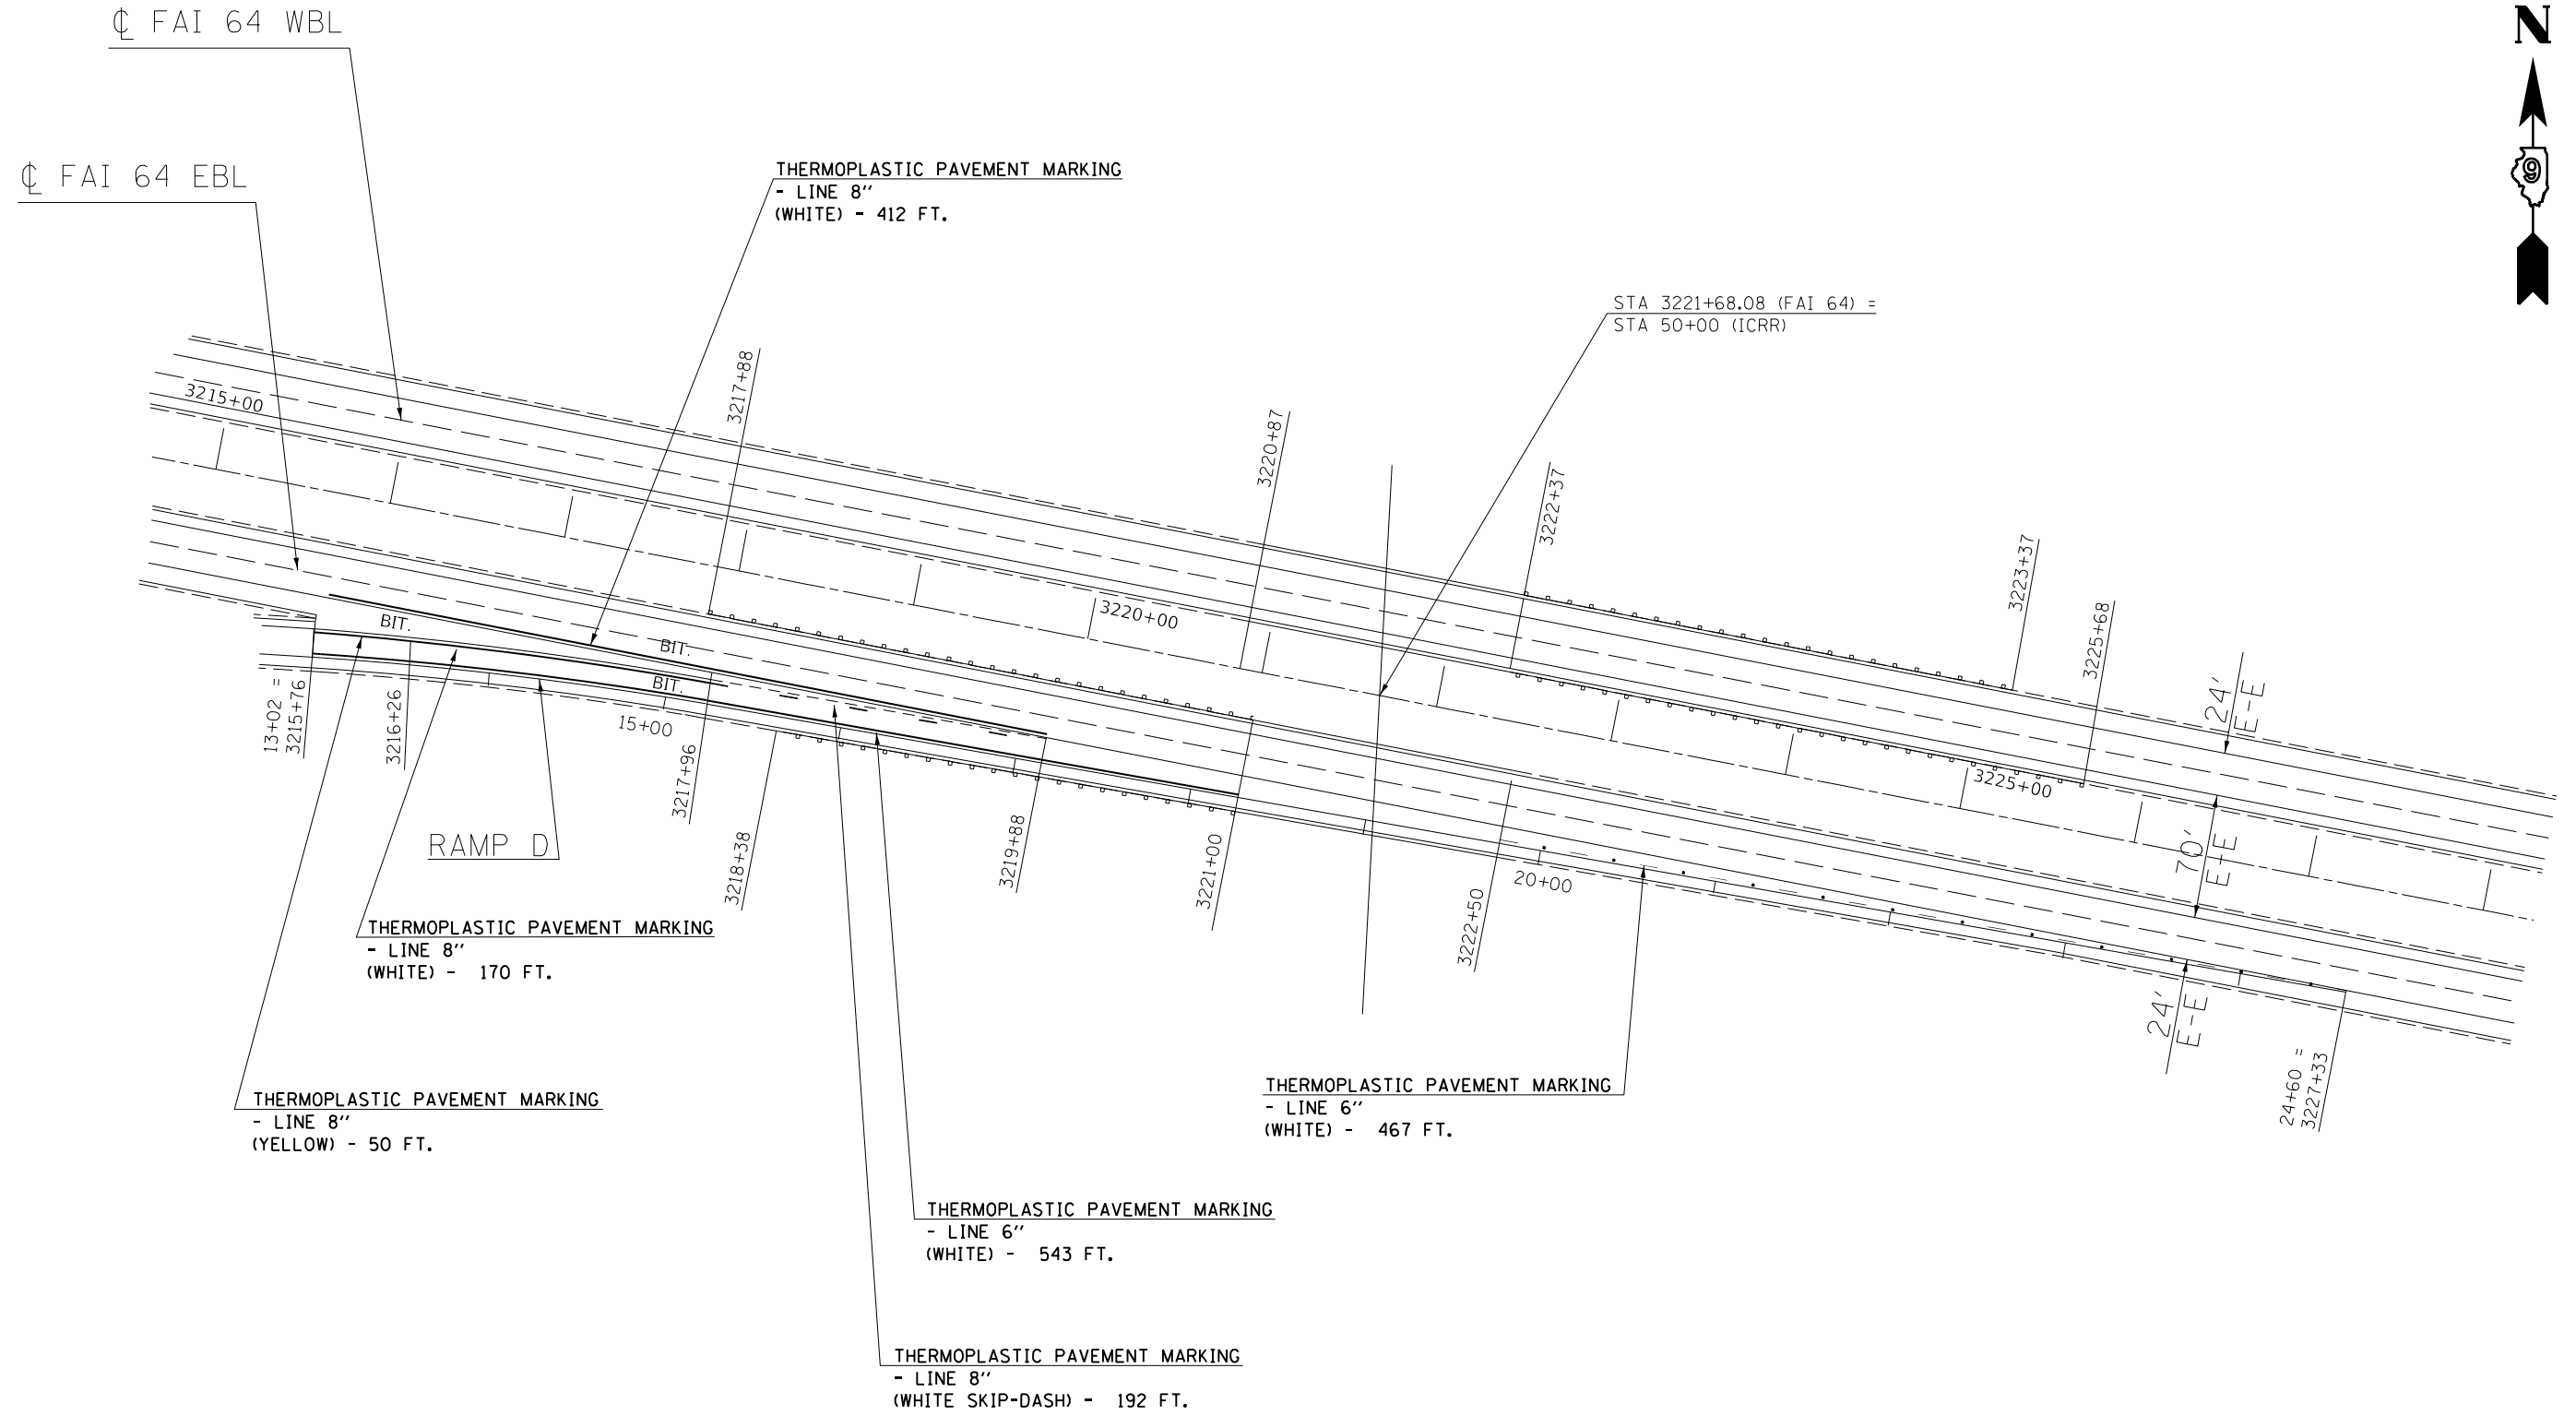 ℄ FAI 64 WBL
N
℄ FAI 64 EBL
9
THERMOPLASTIC PAVEMENT MARKING
- LINE 8''
(WHITE) - 412 FT.
STA 3221+68.08 (FAI 64) =
STA 50+00 (ICRR)
3215+00
3217+88
3220+87
3222+37
3223+37
3225+68
24'
E-E
3220+00
BIT.
BIT.
BIT.
13+02 =
3215+76
3216+26
15+00
3217+96
3218+38
3219+88
3221+00
3222+50
20+00
3225+00
70'
E-E
24'
E-E
24+60 =
3227+33
RAMP D
THERMOPLASTIC PAVEMENT MARKING
- LINE 8''
(WHITE) - 170 FT.
THERMOPLASTIC PAVEMENT MARKING
- LINE 8''
(YELLOW) - 50 FT.
THERMOPLASTIC PAVEMENT MARKING
- LINE 6''
(WHITE) - 467 FT.
THERMOPLASTIC PAVEMENT MARKING
- LINE 6''
(WHITE) - 543 FT.
THERMOPLASTIC PAVEMENT MARKING
- LINE 8''
(WHITE SKIP-DASH) - 192 FT.